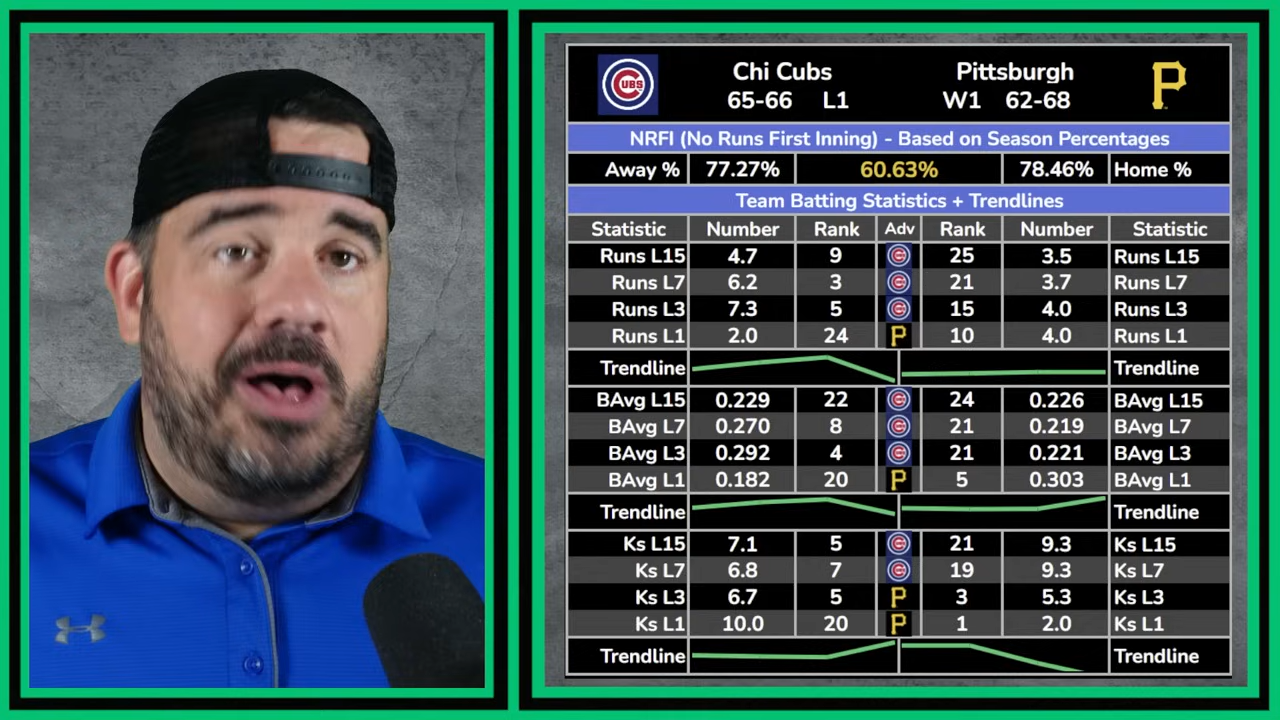 CUBS
Chi Cubs Pittsburgh P
65-66 L1 W1 62-68
NRFI (No Runs First Inning) - Based on Season Percentages
Away % 77.27% 60.63% 78.46% Home %
Team Batting Statistics + Trendlines
Statistic Number Rank Adv Rank Number Statistic
Runs L15 4.7 9 C 25 3.5 Runs L15
Runs L7 6.2 3 C 21 3.7 Runs L7
Runs L3 7.3 5 C 15 4.0 Runs L3
Runs L1 2.0 24 P 10 4.0 Runs L1
Trendline Trendline
BAvg L15 0.229 22 C 24 0.226 BAvg L15
BAvg L7 0.270 8 C 21 0.219 BAvg L7
BAvg L3 0.292 4 C 21 0.221 BAvg L3
BAvg L1 0.182 20 P 5 0.303 BAvg L1
Trendline Trendline
Ks L15 7.1 5 C 21 9.3 Ks L15
Ks L7 6.8 7 C 19 9.3 Ks L7
Ks L3 6.7 5 P 3 5.3 Ks L3
Ks L1 10.0 20 P 1 2.0 Ks L1
Trendline Trendline